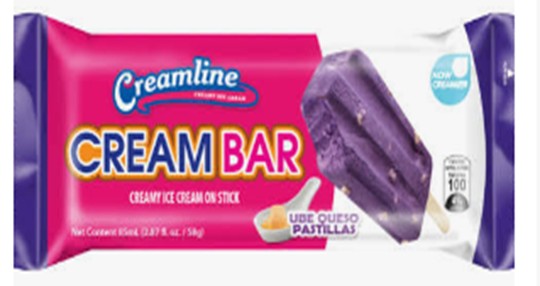 Creamline
CREAMY ICE CREAM
CREAM BAR
CREAMY ICE CREAM ON STICK
UBE QUESO
PASTILLAS
Net Content 85mL (2.87 fl. oz. / 58g)
NOW
CREAMIER!
100